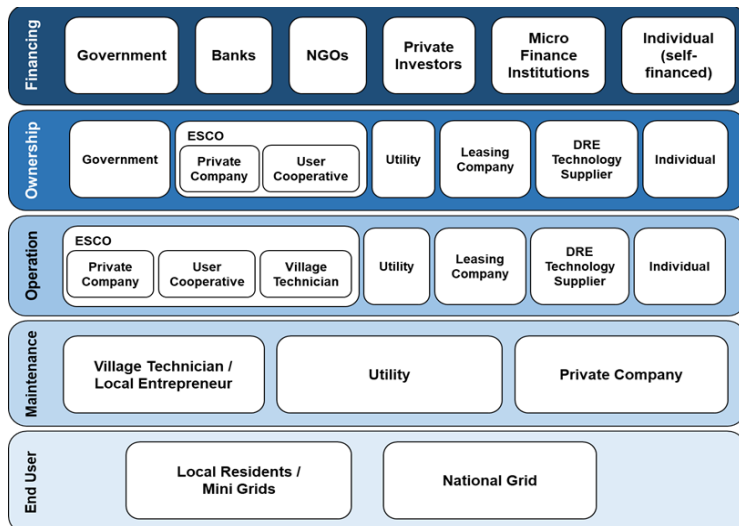 Financing
Government
Banks
NGOs
Private
Investors
Micro
Finance
Institutions
Individual
(self-
financed)
Ownership
Government
ESCO
Private
Company
User
Cooperative
Utility
Leasing
Company
DRE
Technology
Supplier
Individual
Operation
ESCO
Private
Company
User
Cooperative
Village
Technician
Utility
Leasing
Company
DRE
Technology
Supplier
Individual
Maintenance
Village Technician /
Local Entrepreneur
Utility
Private Company
End User
Local Residents /
Mini Grids
National Grid